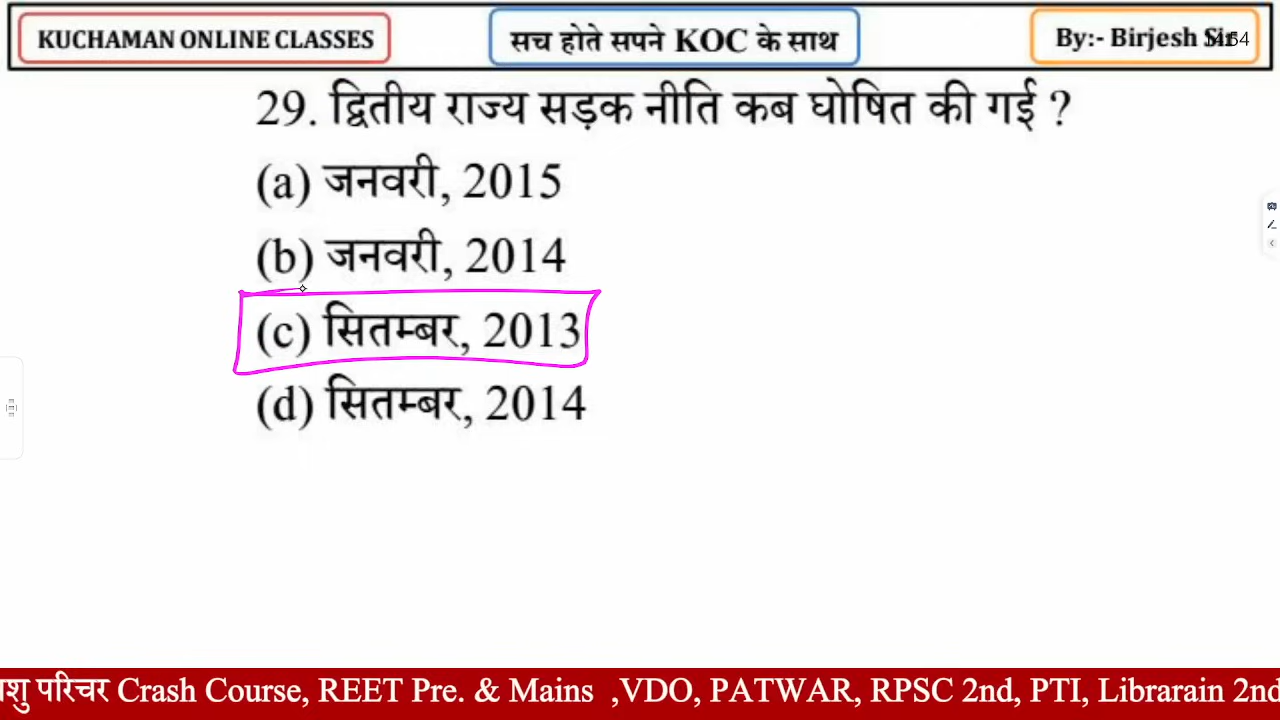 KUCHAMAN ONLINE CLASSES
सच होते सपने KOC के साथ
By:- Birjesh Sir
29. द्वितीय राज्य सड़क नीति कब घोषित की गई ?
(a) जनवरी, 2015
(b) जनवरी, 2014
(c) सितम्बर, 2013
(d) सितम्बर, 2014
परिचर Crash Course, REET Pre. & Mains ,VDO, PATWAR, RPSC 2nd, PTI, Librarain 2nd